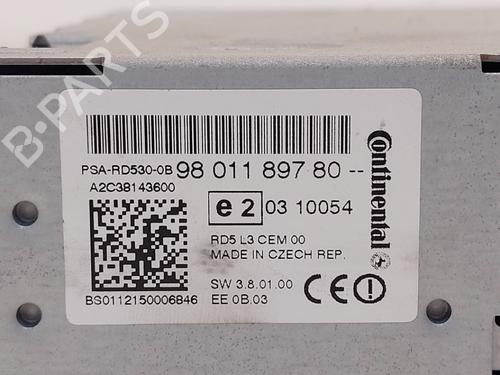 PSA-RD530-0B 98 011 897 80 --
A2C38143600
e2 03 10054
Continental
RD5 L3 CEM 00
MADE IN CZECH REP.
SW 3.8.01.00
EE 0B.03
CE
BS0112150006846
B-PARTS